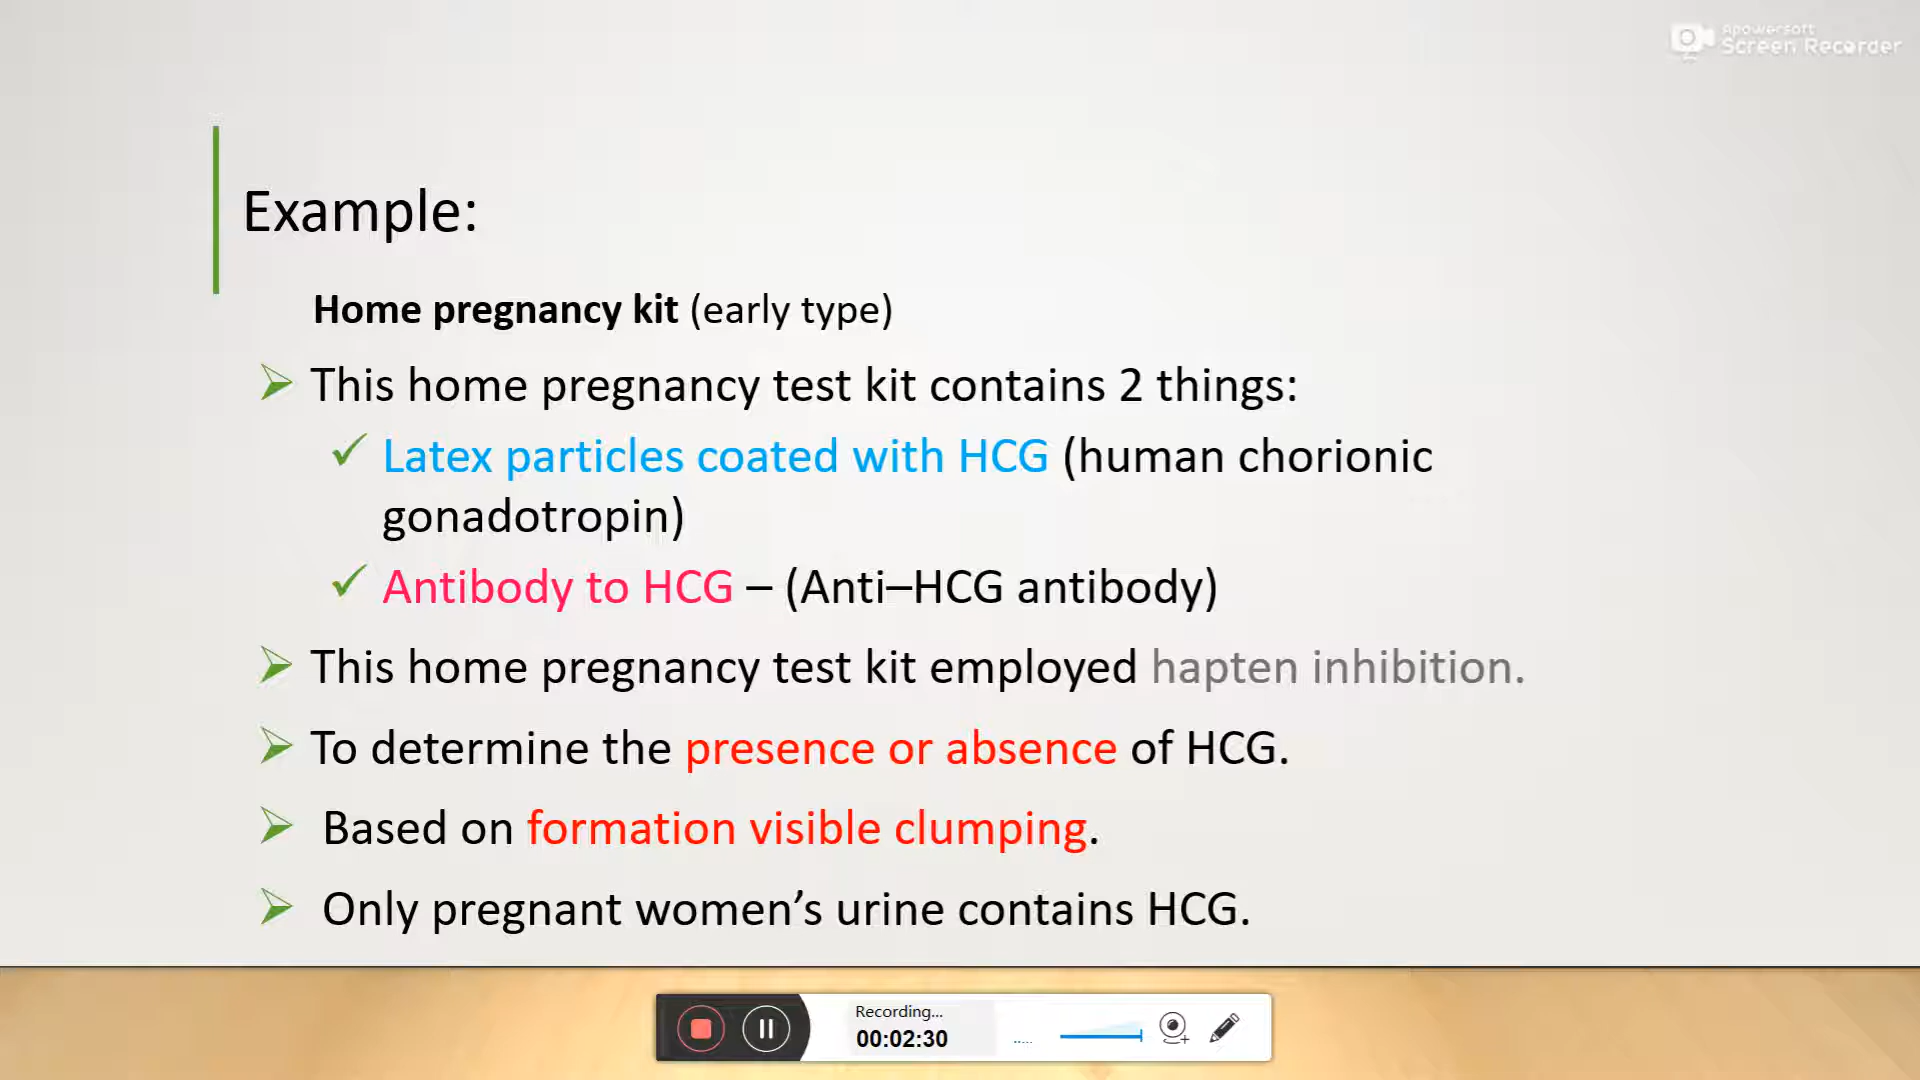 Apowersoft
Screen Recorder
Example:
Home pregnancy kit (early type)
This home pregnancy test kit contains 2 things:
Latex particles coated with HCG (human chorionic
gonadotropin)
Antibody to HCG – (Anti–HCG antibody)
This home pregnancy test kit employed hapten inhibition.
To determine the presence or absence of HCG.
Based on formation visible clumping.
Only pregnant women’s urine contains HCG.
Recording...
00:02:30